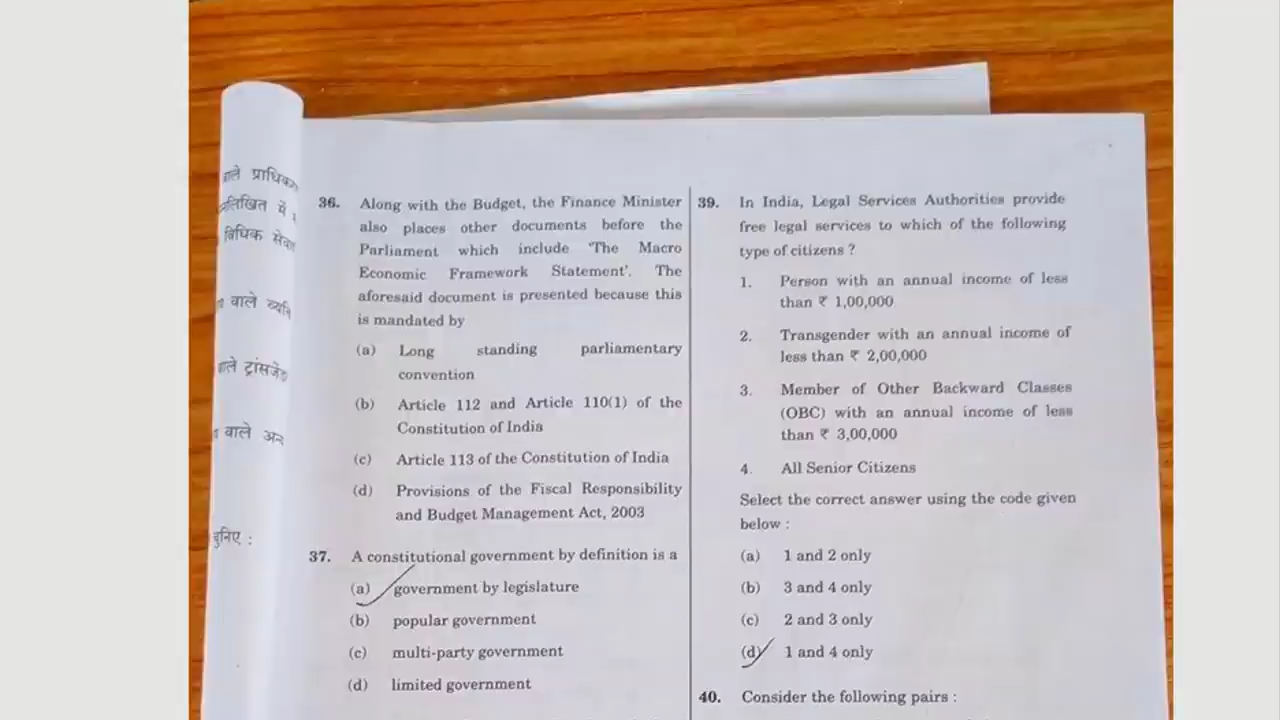 वाले
लिखित में
विधिक
वाले
वाले
वाले
चुनिए :
36. Along with the Budget, the Finance Minister
also places other documents before the
Parliament which include 'The Macro
Economic Framework Statement'. The
aforesaid document is presented because this
is mandated by
(a) Long standing parliamentary
convention
(b) Article 112 and Article 110(1) of the
Constitution of India
(c) Article 113 of the Constitution of India
(d) Provisions of the Fiscal Responsibility
and Budget Management Act, 2003
37. A constitutional government by definition is a
(a) government by legislature
(b) popular government
(c) multi-party government
(d) limited government
39. In India, Legal Services Authorities provide
free legal services to which of the following
type of citizens ?
1. Person with an annual income of less
than ₹ 1,00,000
2. Transgender with an annual income of
less than ₹ 2,00,000
3. Member of Other Backward Classes
(OBC) with an annual income of less
than ₹ 3,00,000
4. All Senior Citizens
Select the correct answer using the code given
below :
(a) 1 and 2 only
(b) 3 and 4 only
(c) 2 and 3 only
(d) 1 and 4 only
40. Consider the following pairs :